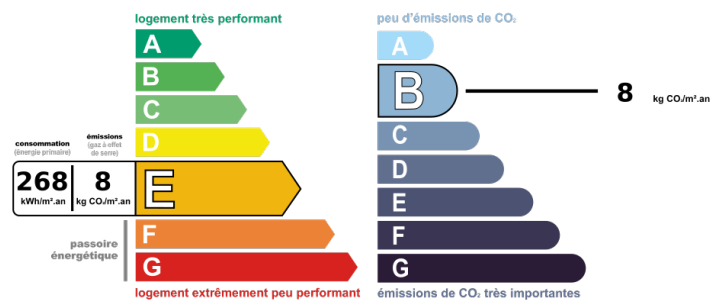 logement très performant
A
B
C
D
consommation
(énergie primaire)
émissions
(gaz à effet
de serre)
268
kWh/m².an
8
kg CO₂/m².an
E
F
G
passoire
énergétique
logement extrêmement peu performant
peu d'émissions de CO₂
A
B
8
kg CO₂/m².an
C
D
E
F
G
émissions de CO₂ très importantes